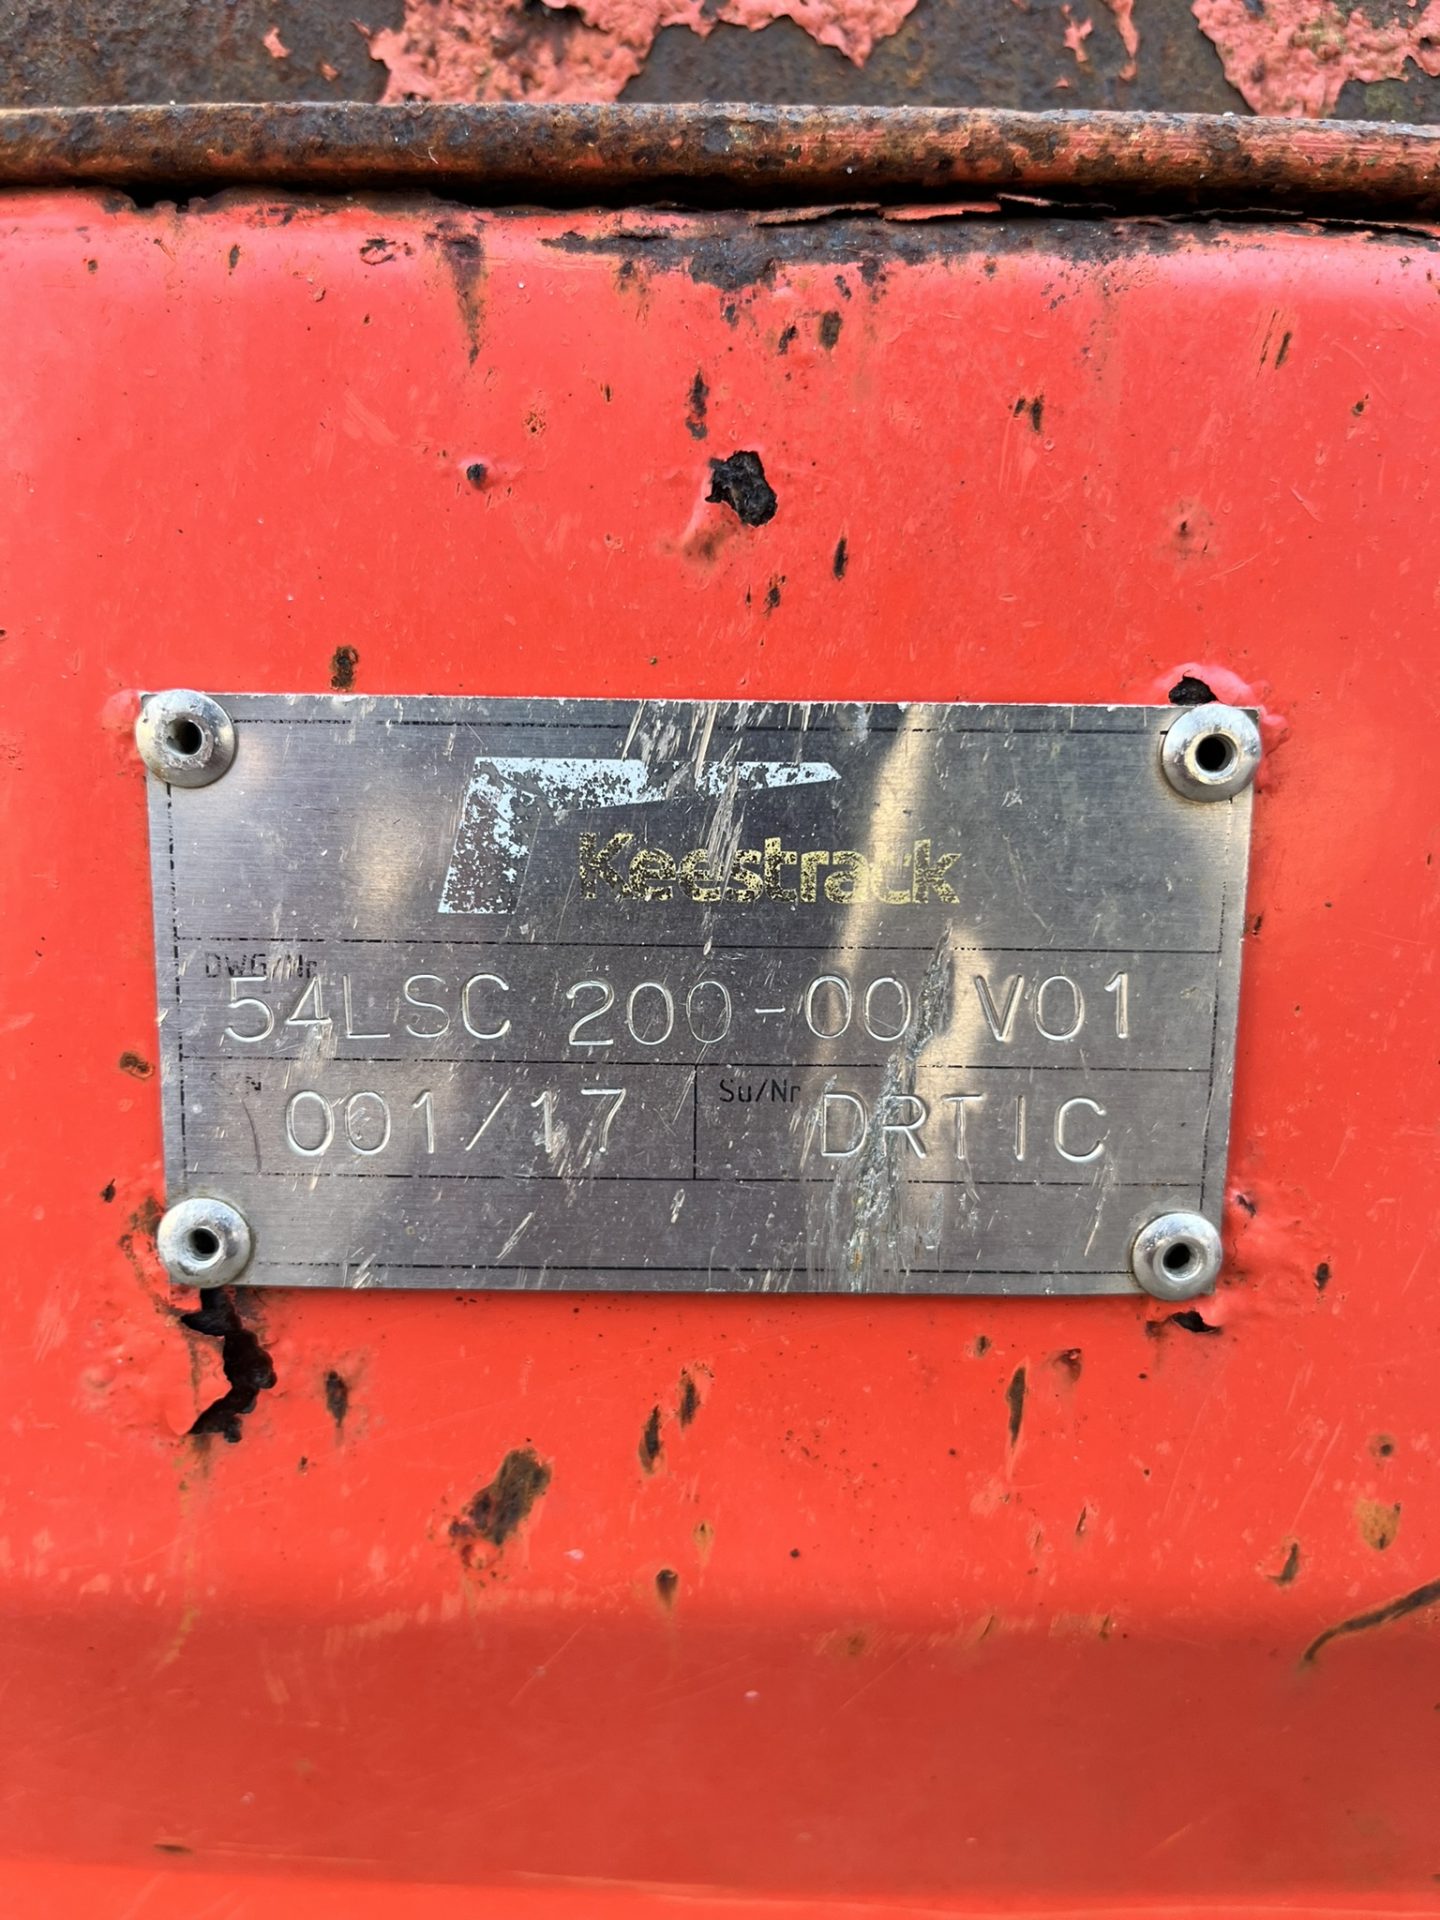 Keestrack
DWG/Nr
54LSC 200-00 V01
001/17
Su/Nr DRTIC